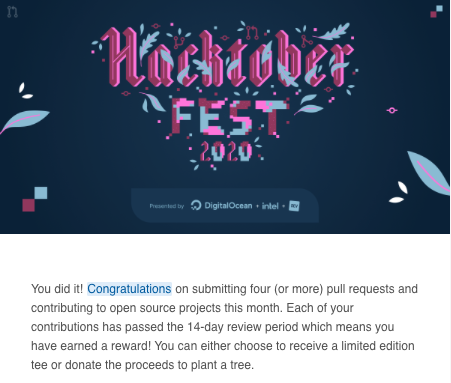 Hacktober
FEST
2020
Presented by DigitalOcean + intel + DEV
You did it! Congratulations on submitting four (or more) pull requests and
contributing to open source projects this month. Each of your
contributions has passed the 14-day review period which means you
have earned a reward! You can either choose to receive a limited edition
tee or donate the proceeds to plant a tree.